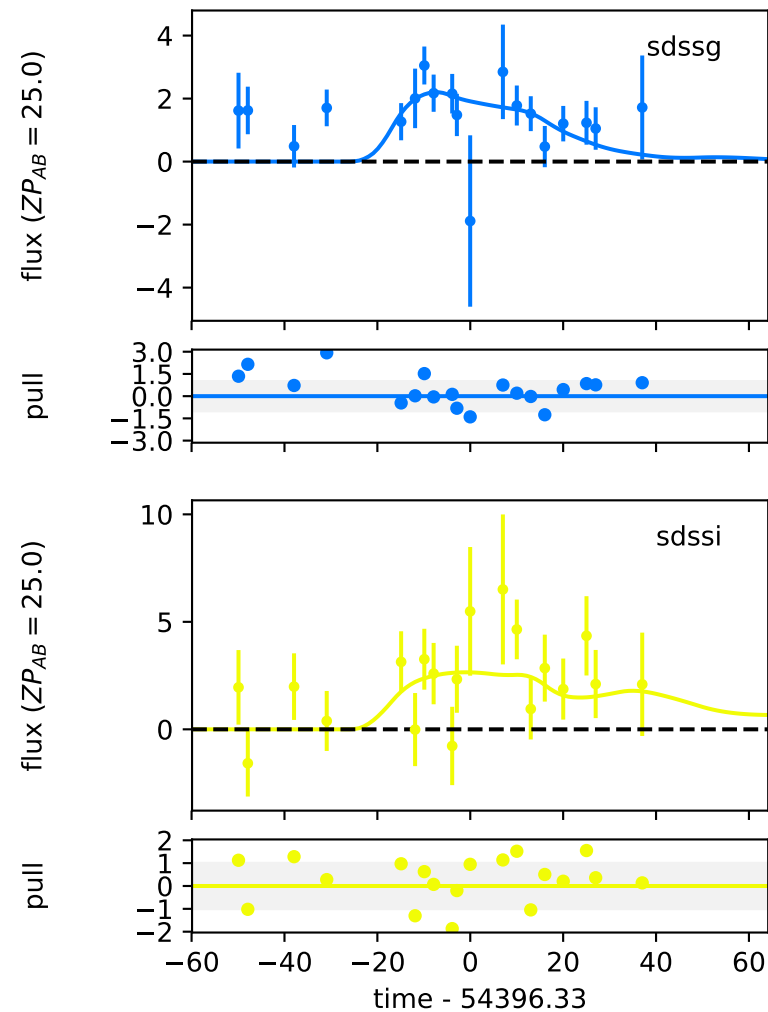 4
2
0
−2
−4
flux (ZP_AB = 25.0)
sdssg
3.0
1.5
0.0
−1.5
−3.0
pull
10
5
0
flux (ZP_AB = 25.0)
sdssi
2
1
0
−1
−2
pull
−60 −40 −20 0 20 40 60
time - 54396.33